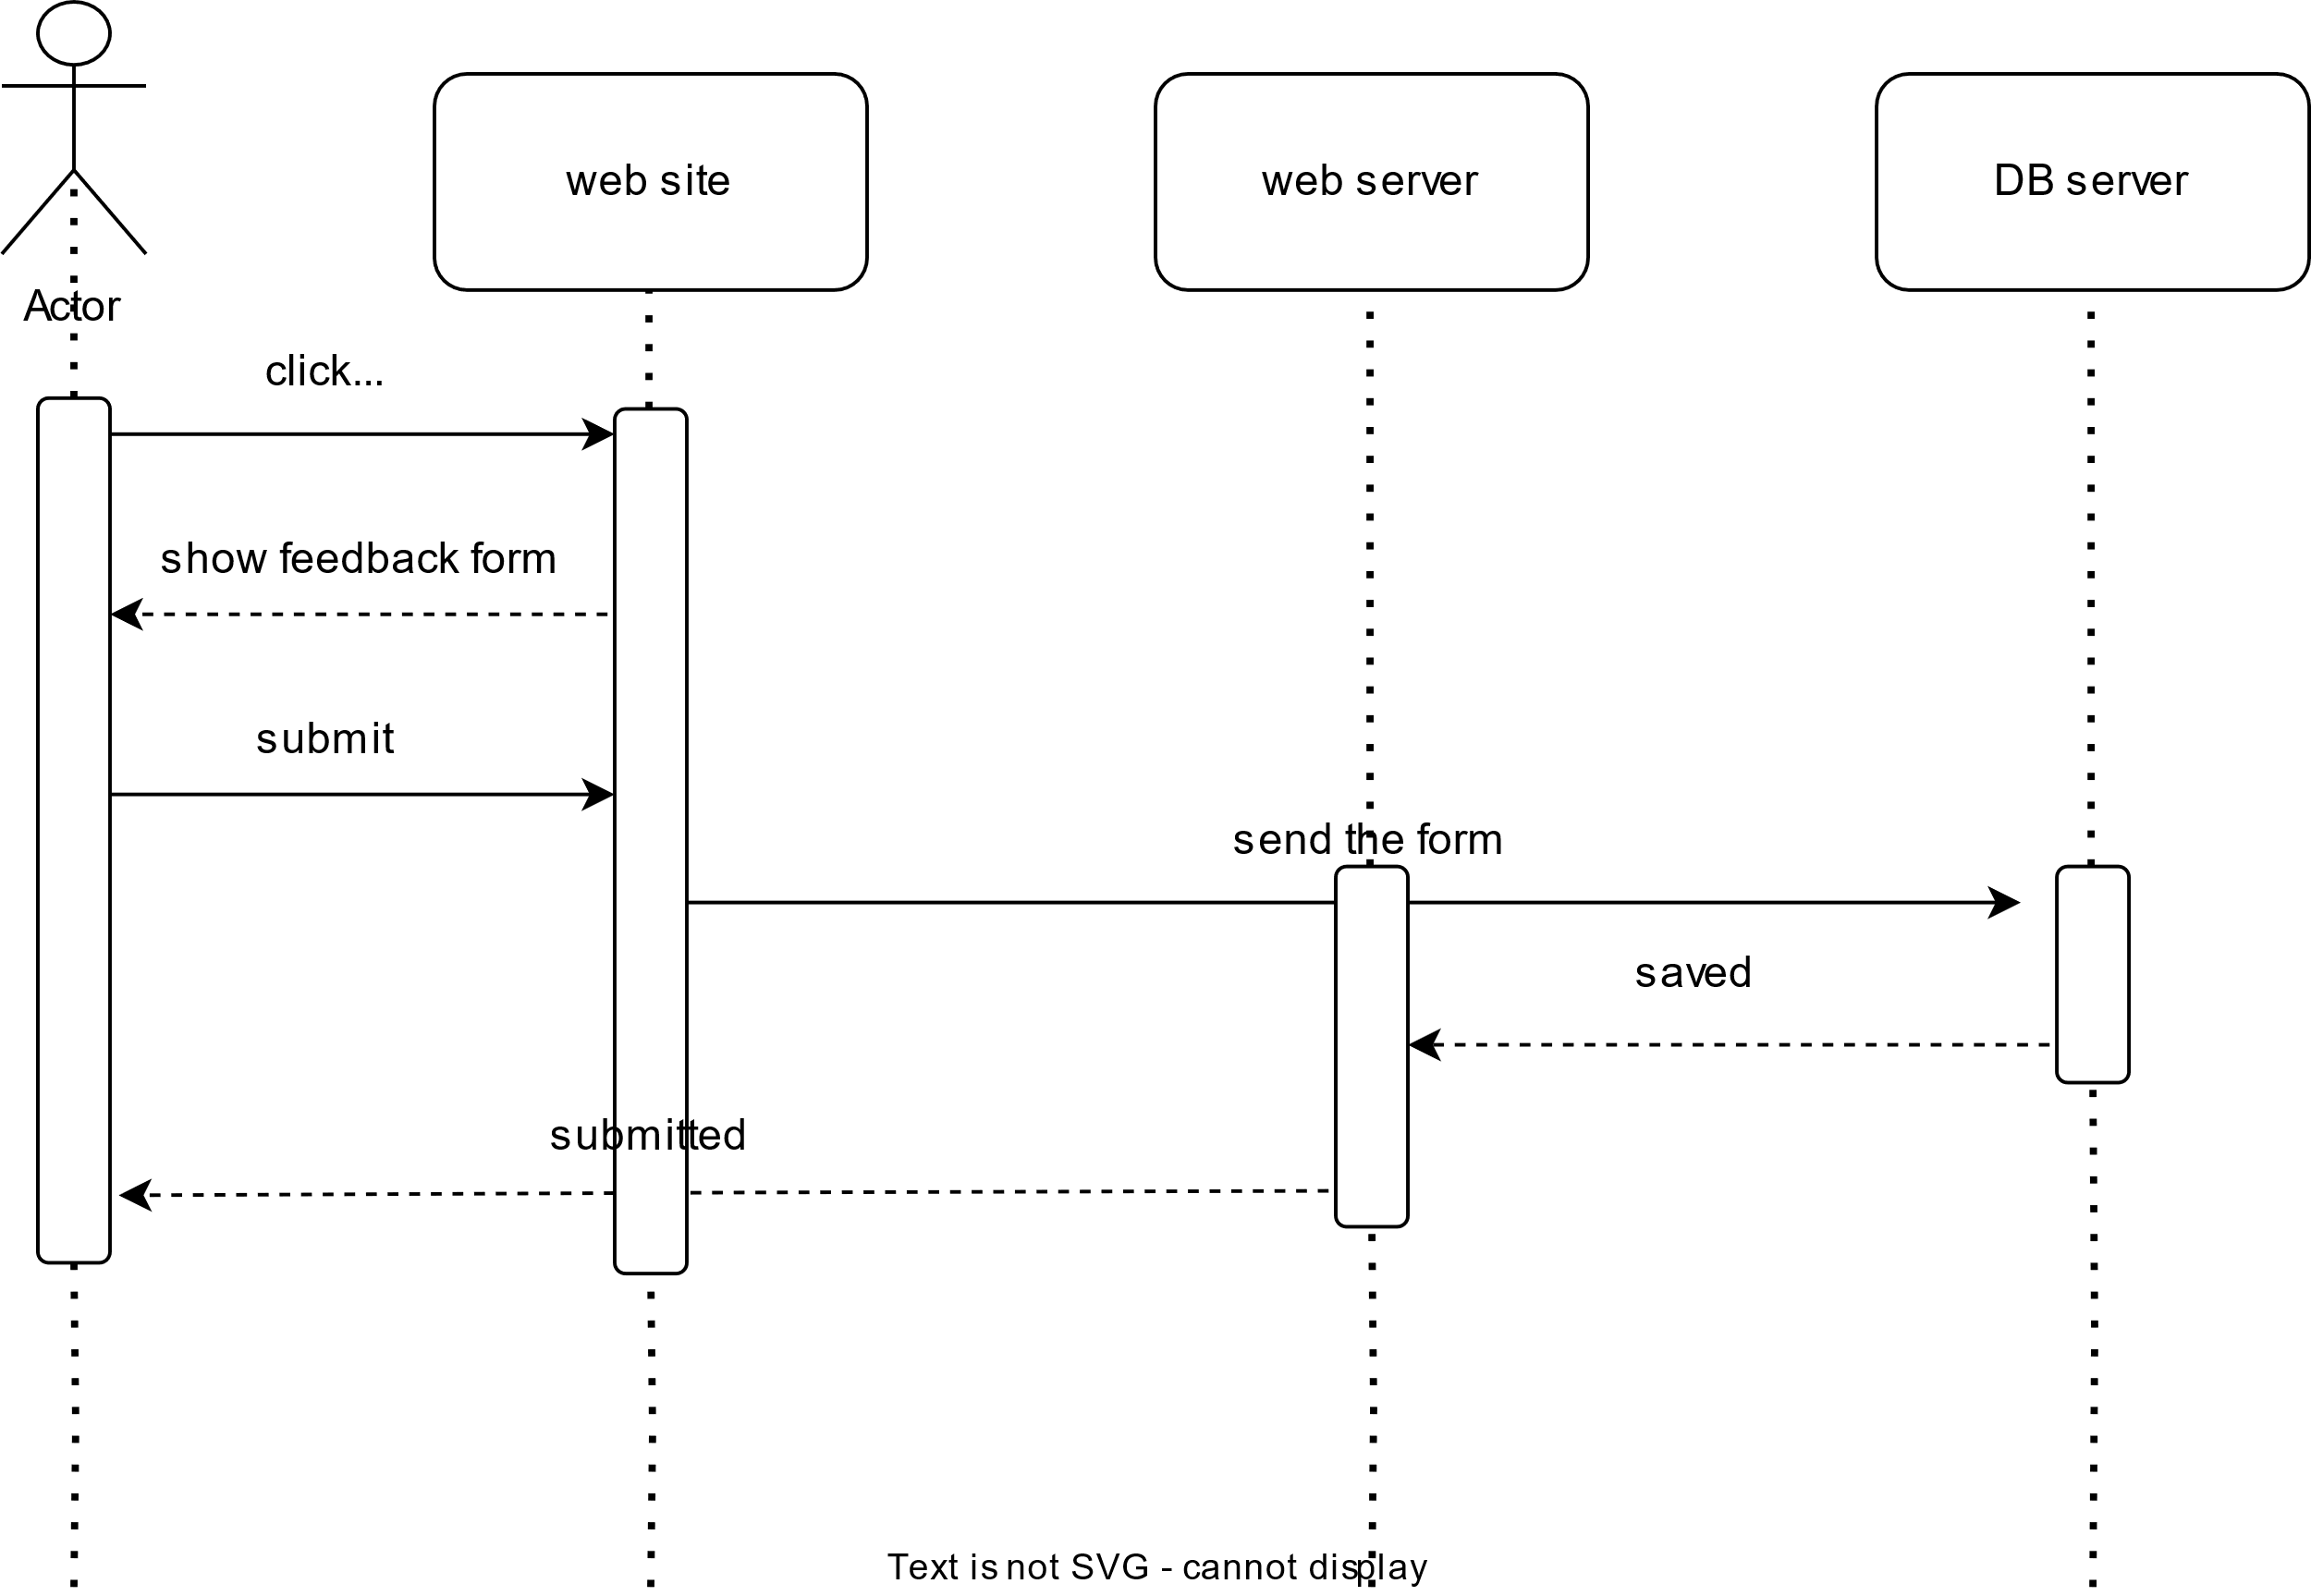 web site
web server
DB server
Actor
click...
show feedback form
submit
send the form
saved
submitted
Text is not SVG - cannot display